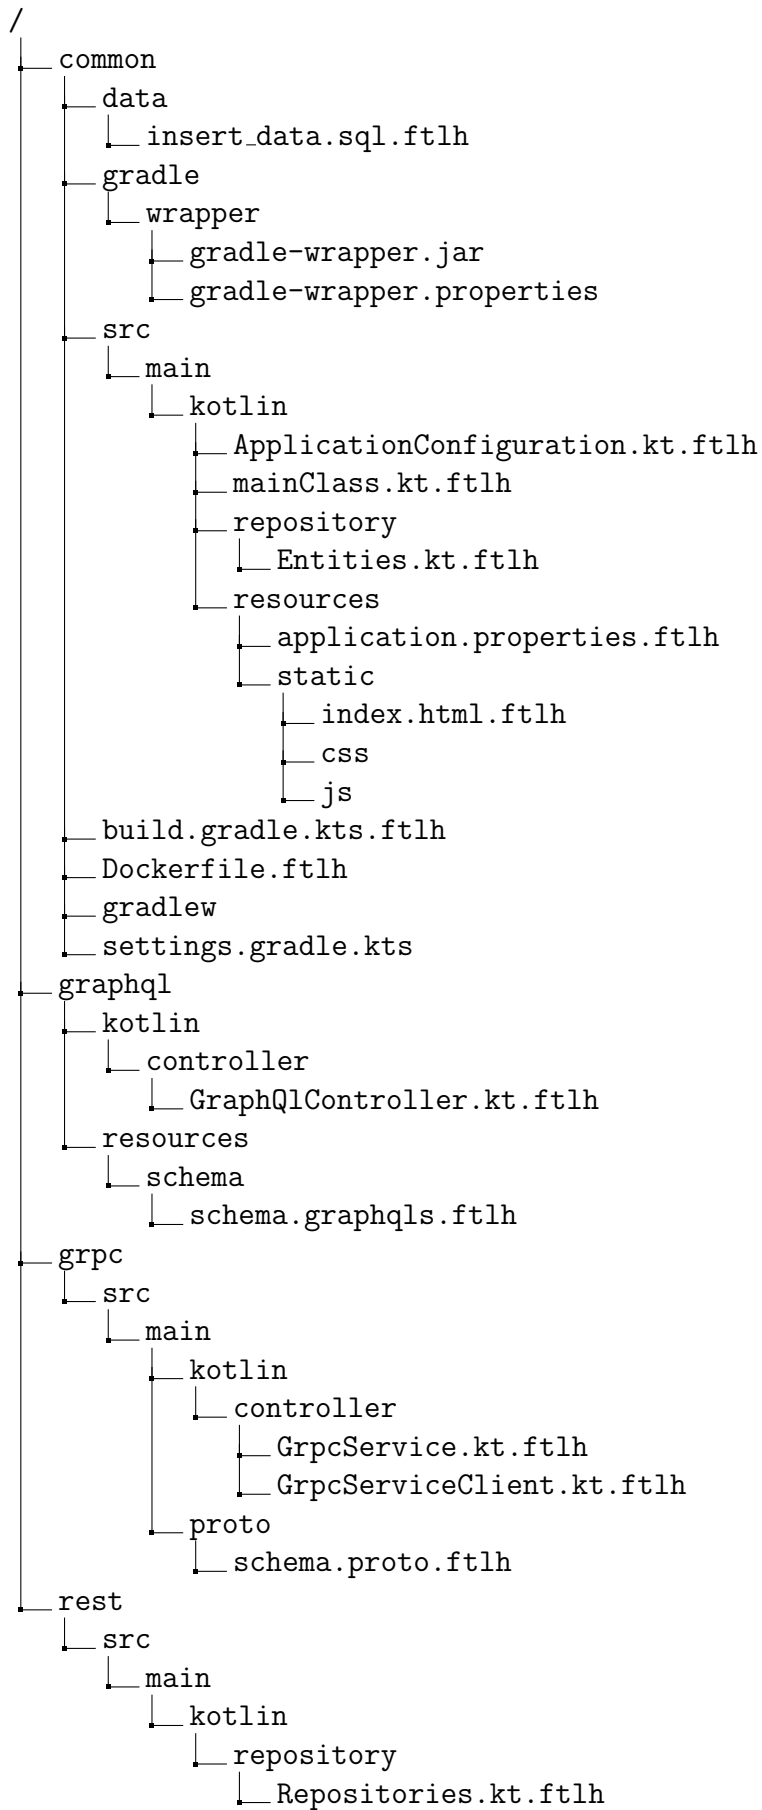 /
common
data
insert_data.sql.ftlh
gradle
wrapper
gradle-wrapper.jar
gradle-wrapper.properties
src
main
kotlin
ApplicationConfiguration.kt.ftlh
mainClass.kt.ftlh
repository
Entities.kt.ftlh
resources
application.properties.ftlh
static
index.html.ftlh
css
js
build.gradle.kts.ftlh
Dockerfile.ftlh
gradlew
settings.gradle.kts
graphql
kotlin
controller
GraphQlController.kt.ftlh
resources
schema
schema.graphqls.ftlh
grpc
src
main
kotlin
controller
GrpcService.kt.ftlh
GrpcServiceClient.kt.ftlh
proto
schema.proto.ftlh
rest
src
main
kotlin
repository
Repositories.kt.ftlh